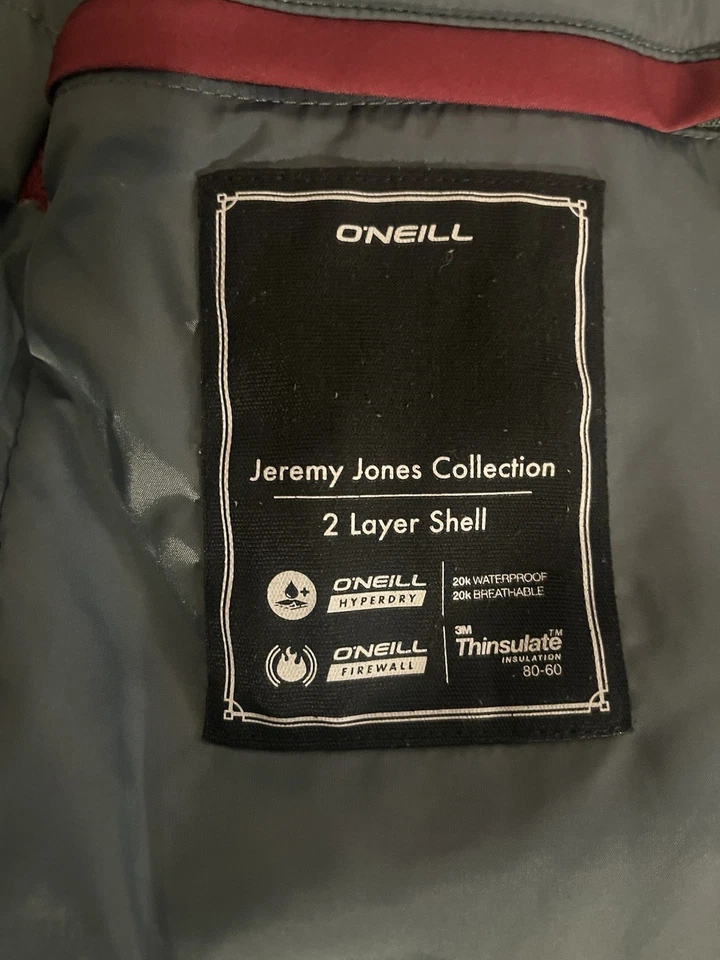 O'NEILL
Jeremy Jones Collection
2 Layer Shell
O'NEILL
HYPERDRY
20K WATERPROOF
20K BREATHABLE
O'NEILL
FIREWALL
3M
Thinsulate™
INSULATION
80-60